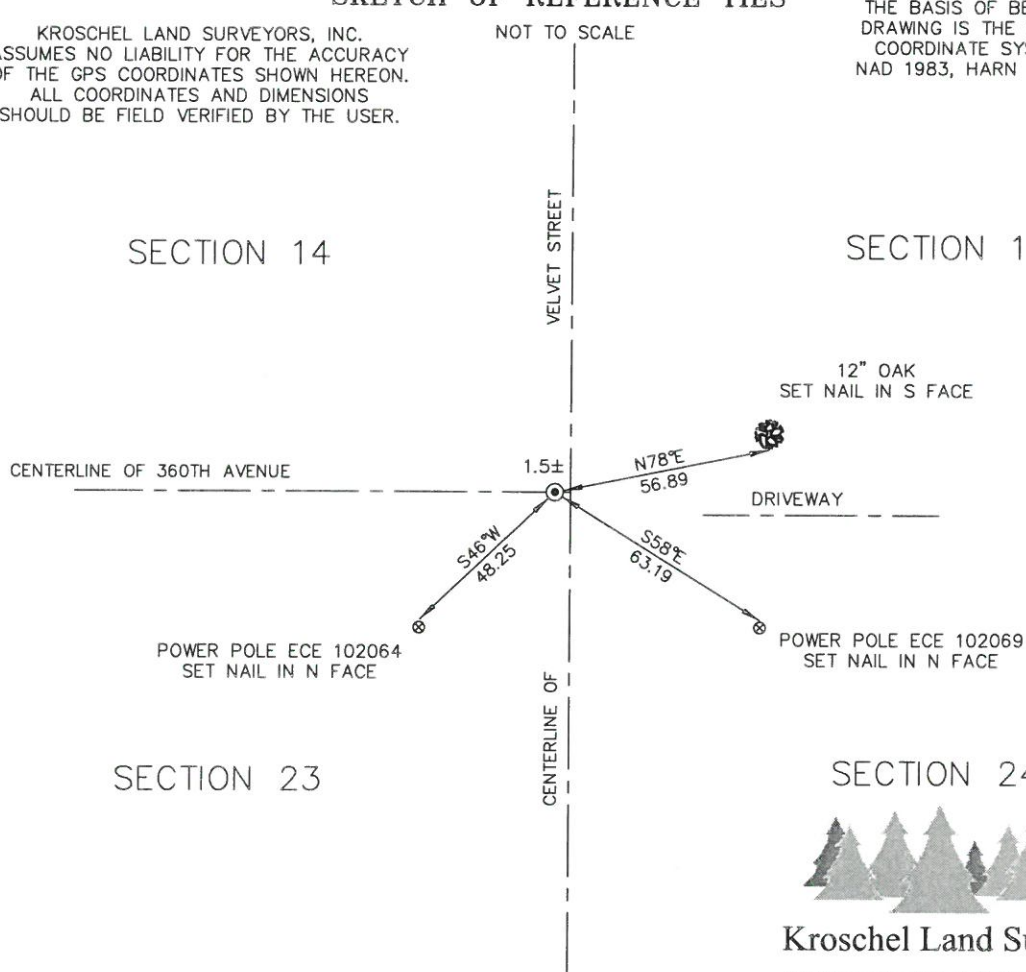 SKETCH OF REFERENCE TIES
NOT TO SCALE
KROSCHEL LAND SURVEYORS, INC.
ASSUMES NO LIABILITY FOR THE ACCURACY
OF THE GPS COORDINATES SHOWN HEREON.
ALL COORDINATES AND DIMENSIONS
SHOULD BE FIELD VERIFIED BY THE USER.
THE BASIS OF
DRAWING IS THE
COORDINATE
NAD 1983, HARN
VELVET STREET
SECTION 14
SECTION 1
12" OAK
SET NAIL IN S FACE
CENTERLINE OF 360TH AVENUE
1.5±
N78°E
56.89
DRIVEWAY
S46°W
48.25
S58°E
63.19
POWER POLE ECE 102064
SET NAIL IN N FACE
POWER POLE ECE 102069
SET NAIL IN N FACE
CENTERLINE OF
SECTION 23
SECTION 24
Kroschel Land